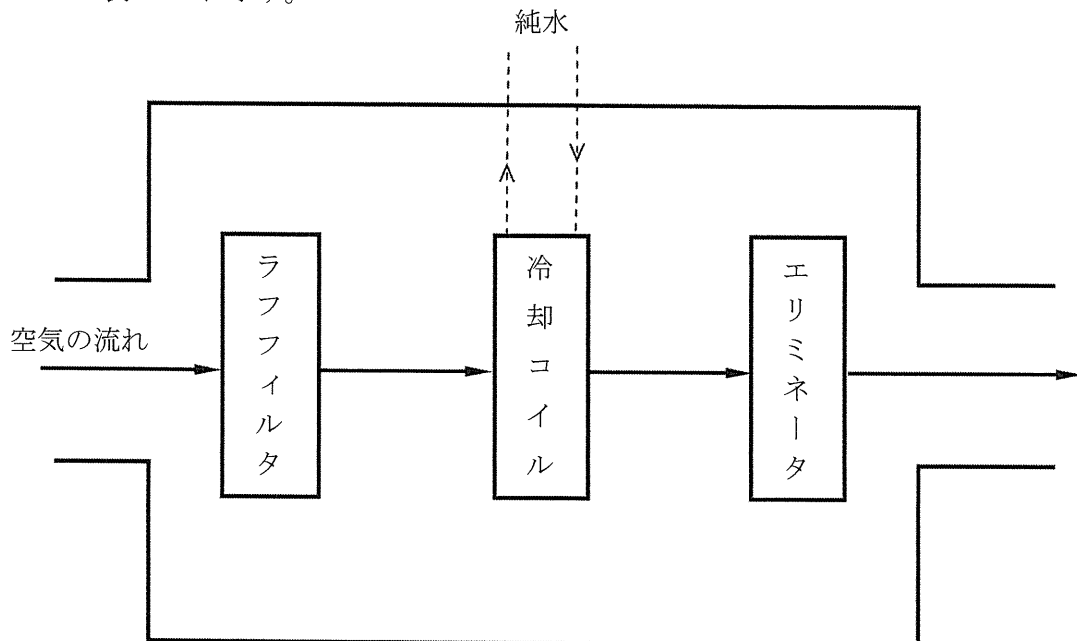 純水
空気の流れ
ラフフィルタ
冷却コイル
エリミネータ